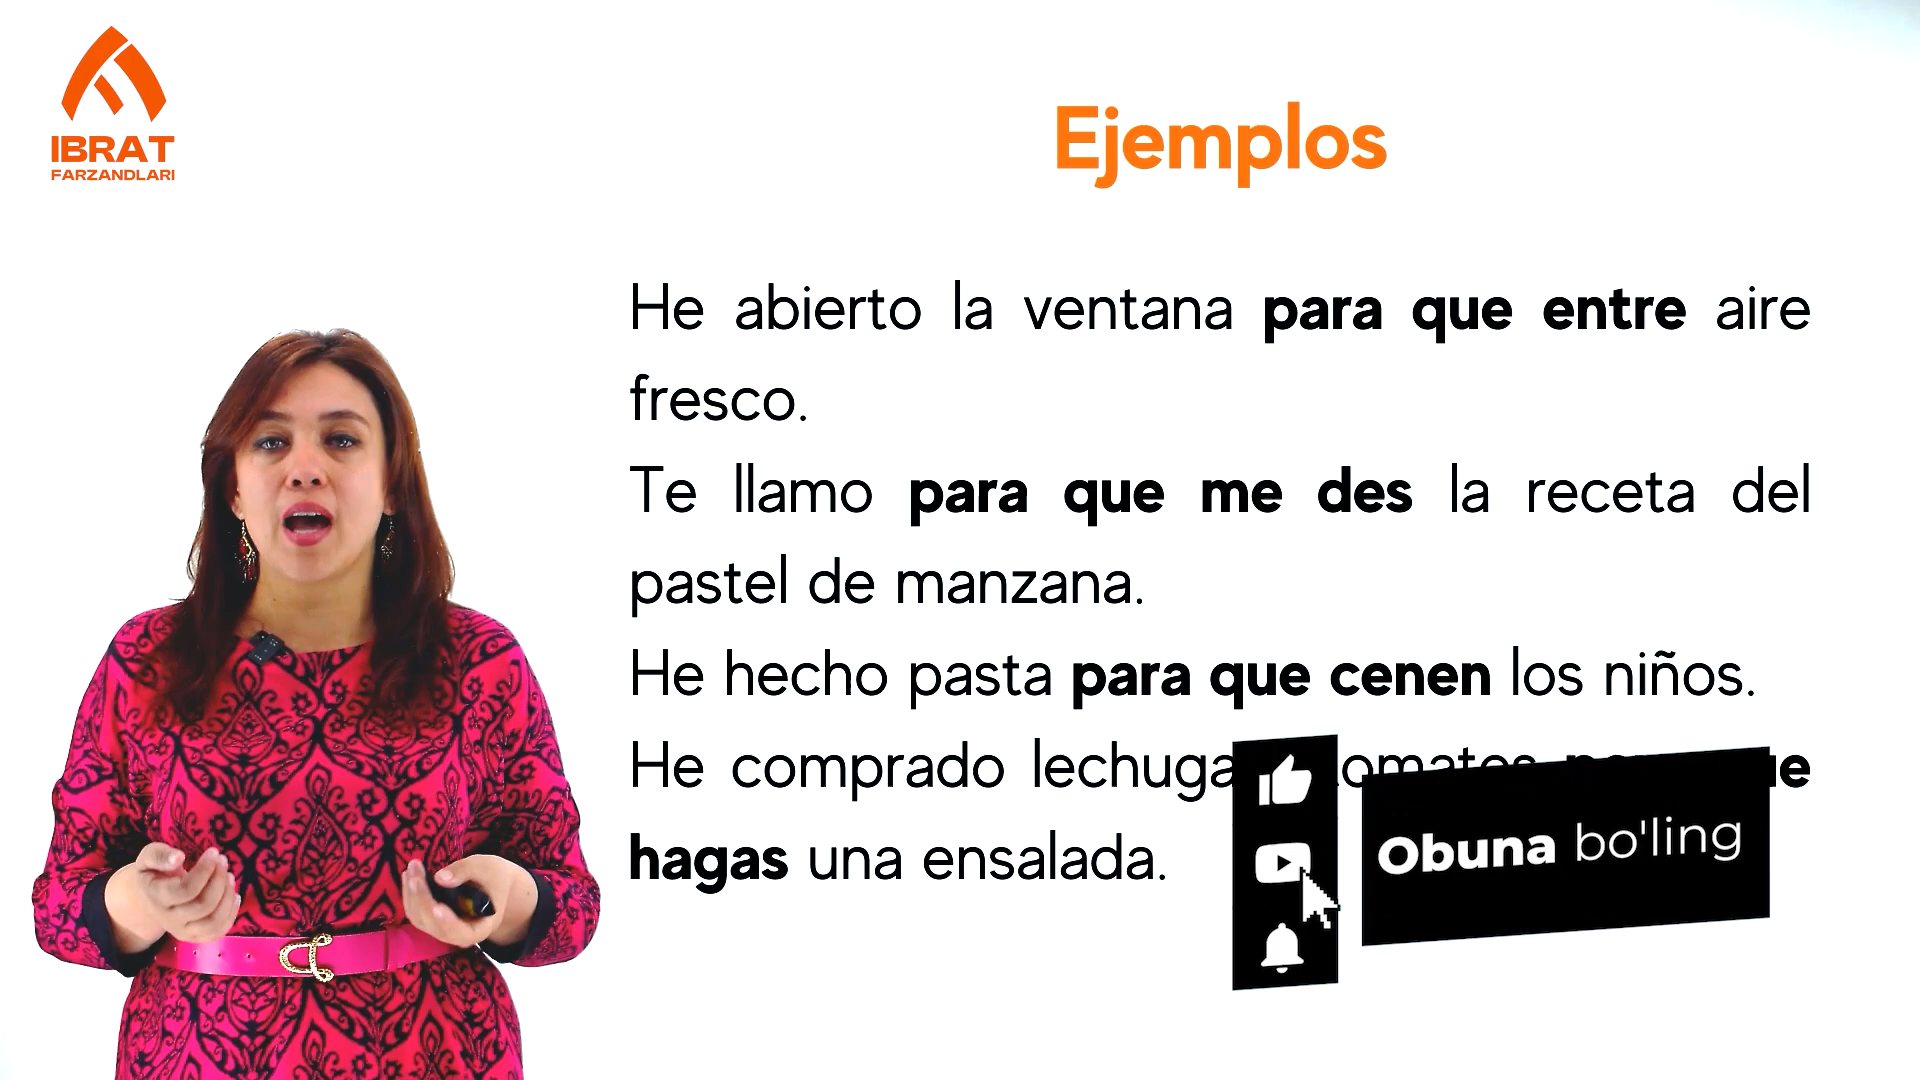 IBRAT
FARZANDLARI
Ejemplos
He abierto la ventana para que entre aire
fresco.
Te llamo para que me des la receta del
pastel de manzana.
He hecho pasta para que cenen los niños.
He comprado lechuga
hagas una ensalada.
Obuna bo'ling